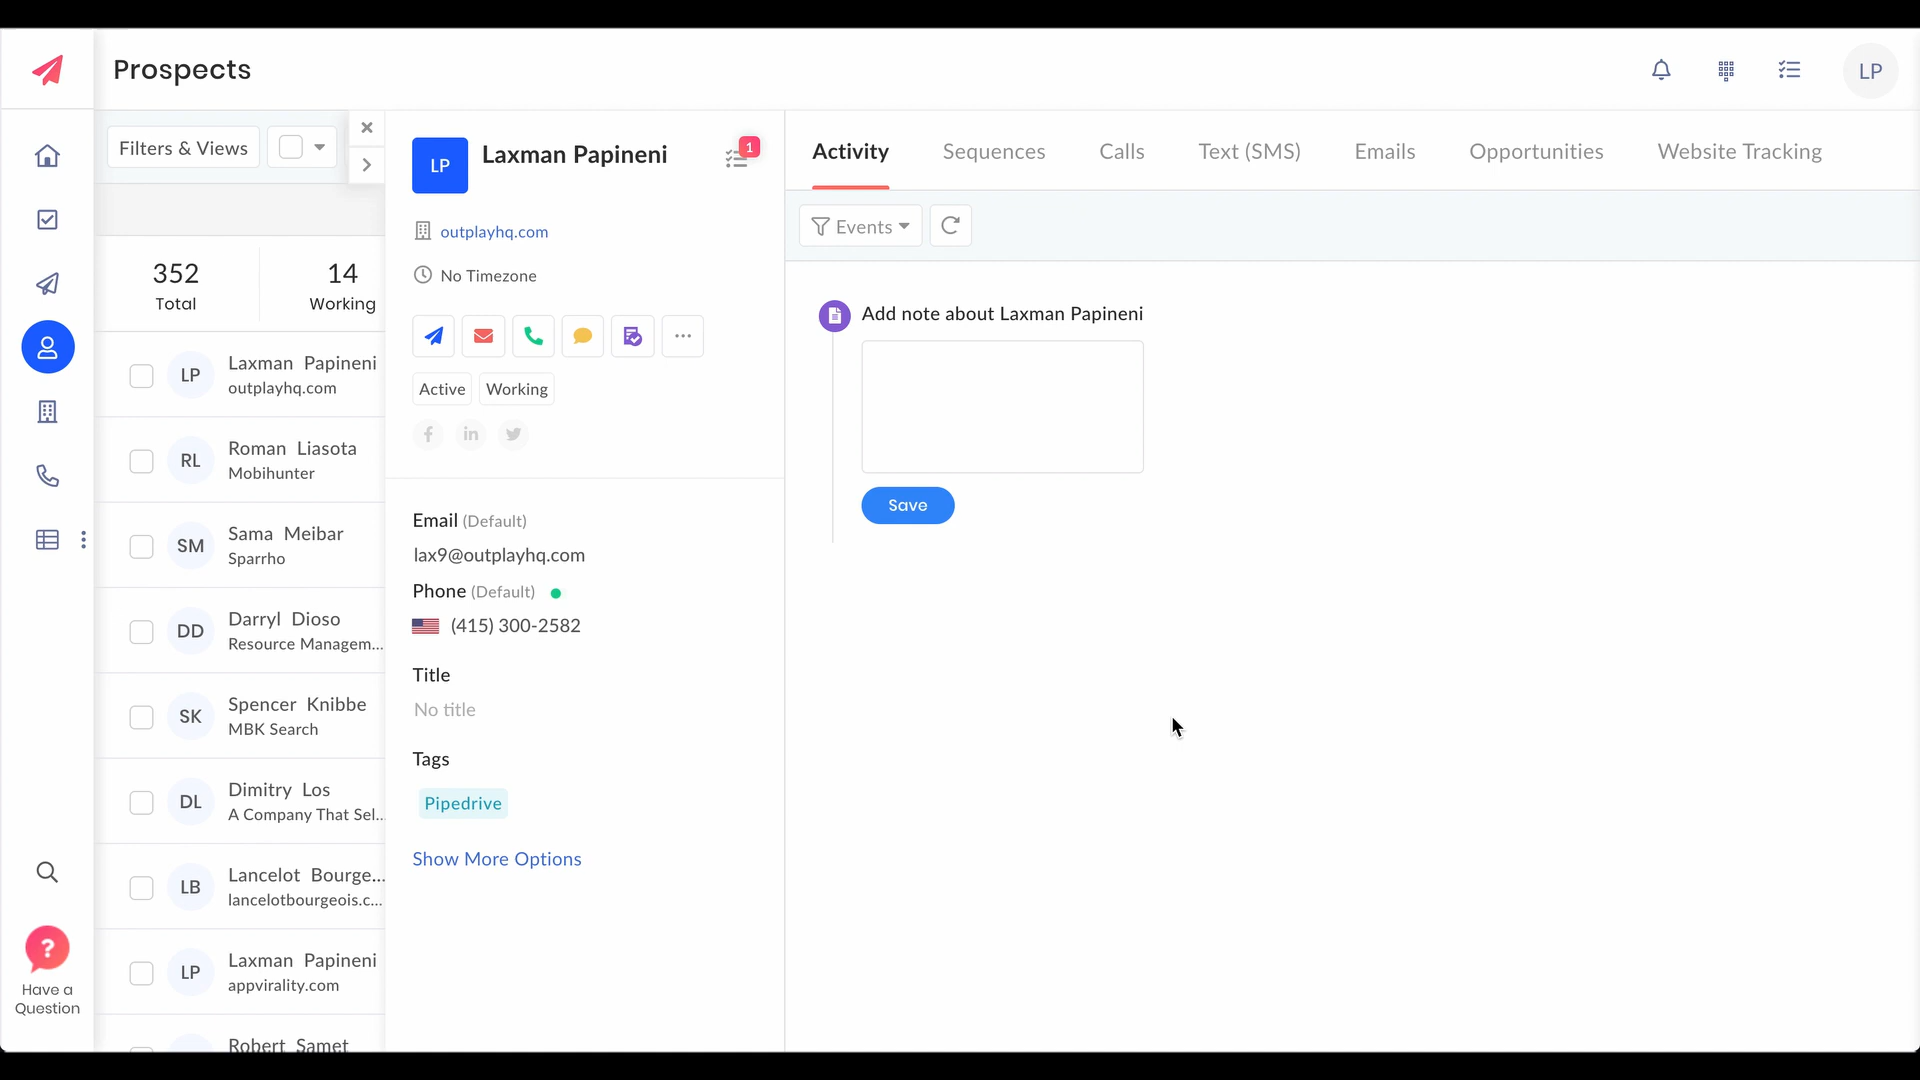 Prospects
LP
Filters & Views
352
Total
14
Working
LP
Laxman Papineni
outplayhq.com
RL
Roman Liasota
Mobihunter
SM
Sama Meibar
Sparrho
DD
Darryl Dioso
Resource Managem...
SK
Spencer Knibbe
MBK Search
DL
Dimitry Los
A Company That Sel...
LB
Lancelot Bourge...
lancelotbourgeois.c...
LP
Laxman Papineni
appvirality.com
Robert Samet
?
Have a
Question
LP
Laxman Papineni
1
outplayhq.com
No Timezone
Active
Working
Email (Default)
lax9@outplayhq.com
Phone (Default)
(415) 300-2582
Title
No title
Tags
Pipedrive
Show More Options
Activity
Sequences
Calls
Text (SMS)
Emails
Opportunities
Website Tracking
Events
Add note about Laxman Papineni
Save